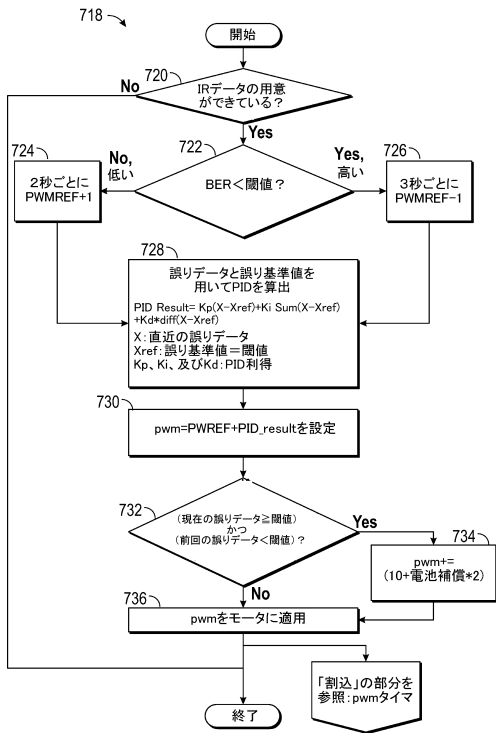 718
開始
720
IRデータの用意
ができている？
No
Yes
722
BER＜閾値？
No,
低い
Yes,
高い
724
2秒ごとに
PWMREF+1
726
3秒ごとに
PWMREF-1
728
誤りデータと誤り基準値を
用いてPIDを算出
PID Result= Kp(X-Xref)+Ki Sum(X-Xref)
+Kd*diff(X-Xref)
X：直近の誤りデータ
Xref：誤り基準値＝閾値
Kp、Ki、及びKd：PID利得
730
pwm=PWREF+PID_resultを設定
732
(現在の誤りデータ≧閾値)
かつ
(前回の誤りデータ＜閾値)？
Yes
No
734
pwm+=
(10+電池補償*2)
736
pwmをモータに適用
「割込」の部分を
参照：pwmタイマ
終了